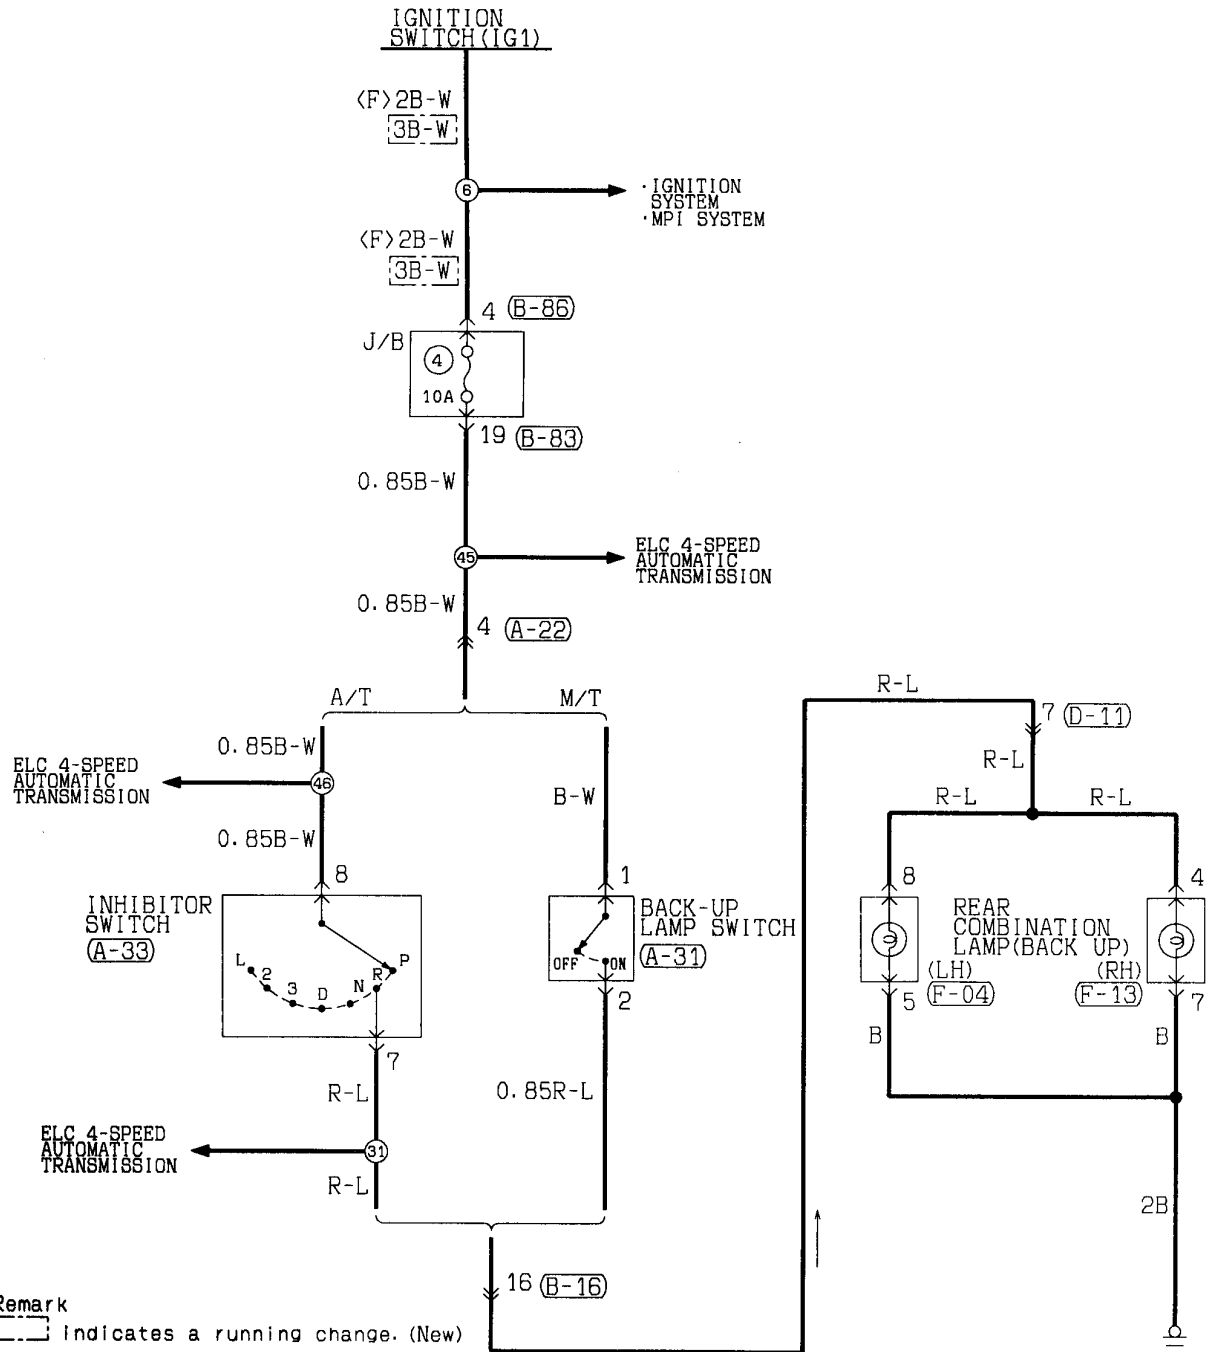 IGNITION
SWITCH(IG1)
<F>2B-W
3B-W
6
·IGNITION
SYSTEM
·MPI SYSTEM
<F>2B-W
3B-W
4 B-86
J/B
4
10A
19 B-83
0.85B-W
45
ELC 4-SPEED
AUTOMATIC
TRANSMISSION
0.85B-W
4 A-22
A/T
M/T
R-L
7 D-11
R-L
0.85B-W
ELC 4-SPEED
AUTOMATIC
TRANSMISSION
46
B-W
R-L
R-L
0.85B-W
8
1
8
4
INHIBITOR
SWITCH
A-33
L
2
3
D
N
R
P
BACK-UP
LAMP SWITCH
A-31
OFF
ON
REAR
COMBINATION
LAMP(BACK UP)
(LH)
F-04
(RH)
F-13
2
5
7
B
B
7
R-L
0.85R-L
ELC 4-SPEED
AUTOMATIC
TRANSMISSION
31
R-L
2B
16 B-16
Remark
indicates a running change. (New)